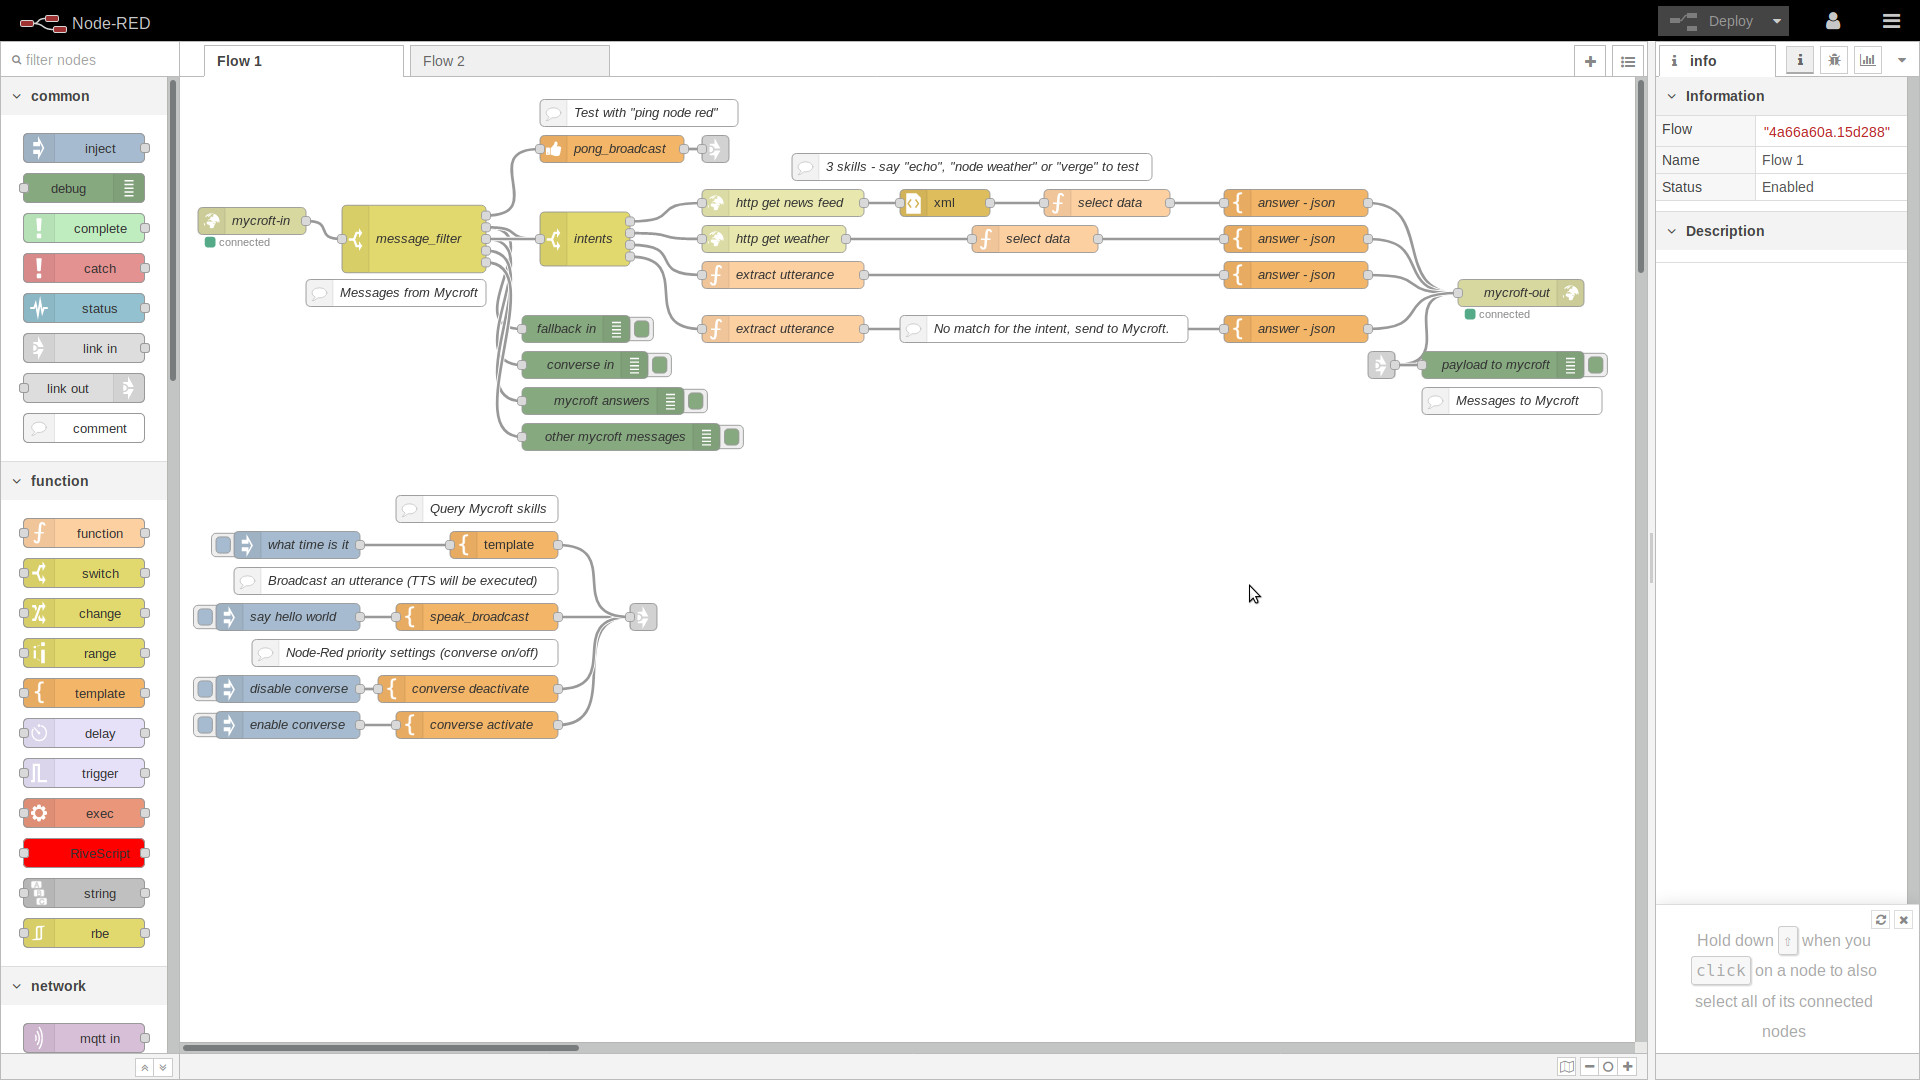 Node-RED
Deploy
filter nodes
common
inject
debug
complete
catch
status
link in
link out
comment
function
function
switch
change
range
template
delay
trigger
exec
RiveScript
string
rbe
network
mqtt in
Flow 1
Flow 2
Test with "ping node red"
pong_broadcast
3 skills - say "echo", "node weather" or "verge" to test
mycroft-in
connected
message_filter
Messages from Mycroft
intents
http get news feed
xml
select data
answer - json
http get weather
select data
answer - json
extract utterance
answer - json
extract utterance
No match for the intent, send to Mycroft.
answer - json
mycroft-out
connected
payload to mycroft
Messages to Mycroft
fallback in
converse in
mycroft answers
other mycroft messages
Query Mycroft skills
what time is it
template
Broadcast an utterance (TTS will be executed)
say hello world
speak_broadcast
Node-Red priority settings (converse on/off)
disable converse
converse deactivate
enable converse
converse activate
info
Information
Flow "4a66a60a.15d288"
Name Flow 1
Status Enabled
Description
Hold down ⇧ when you
click on a node to also
select all of its connected
nodes